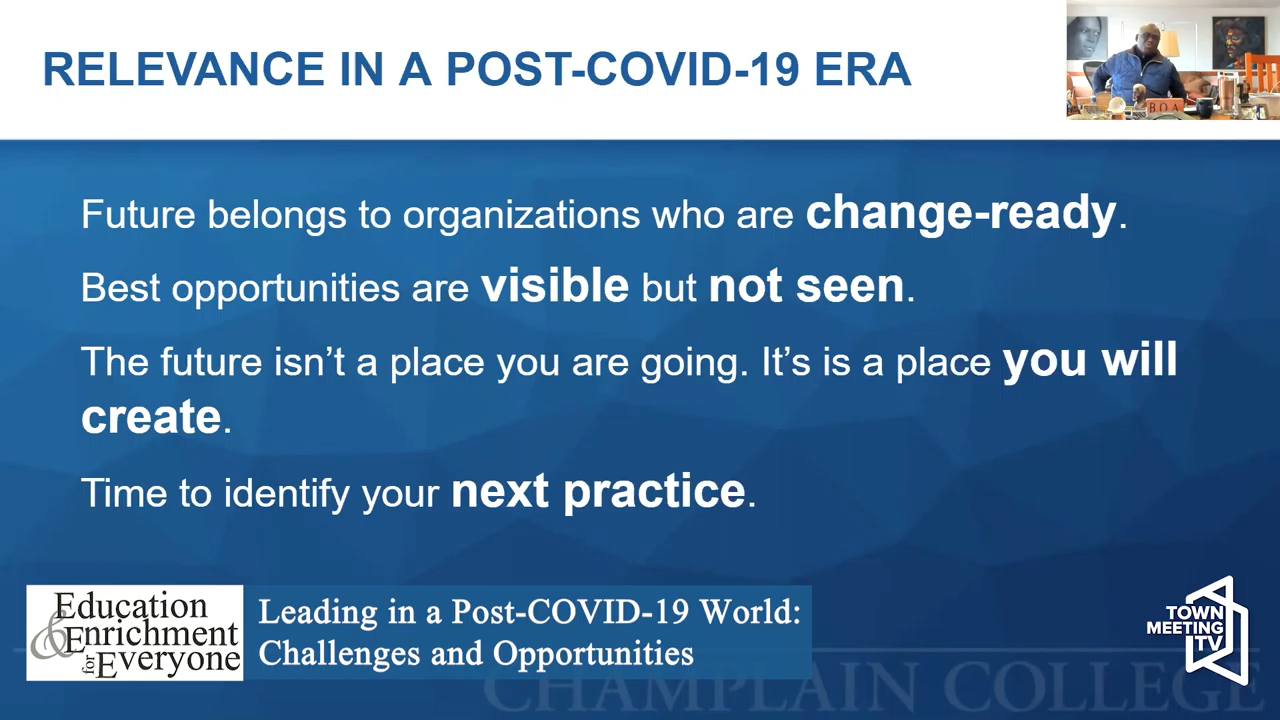 RELEVANCE IN A POST-COVID-19 ERA
BOA
Future belongs to organizations who are change-ready.
Best opportunities are visible but not seen.
The future isn’t a place you are going. It’s is a place you will
create.
Time to identify your next practice.
Education
& Enrichment
for Everyone
Leading in a Post-COVID-19 World:
Challenges and Opportunities
TOWN
MEETING
TV
CHAMPLAIN COLLEGE